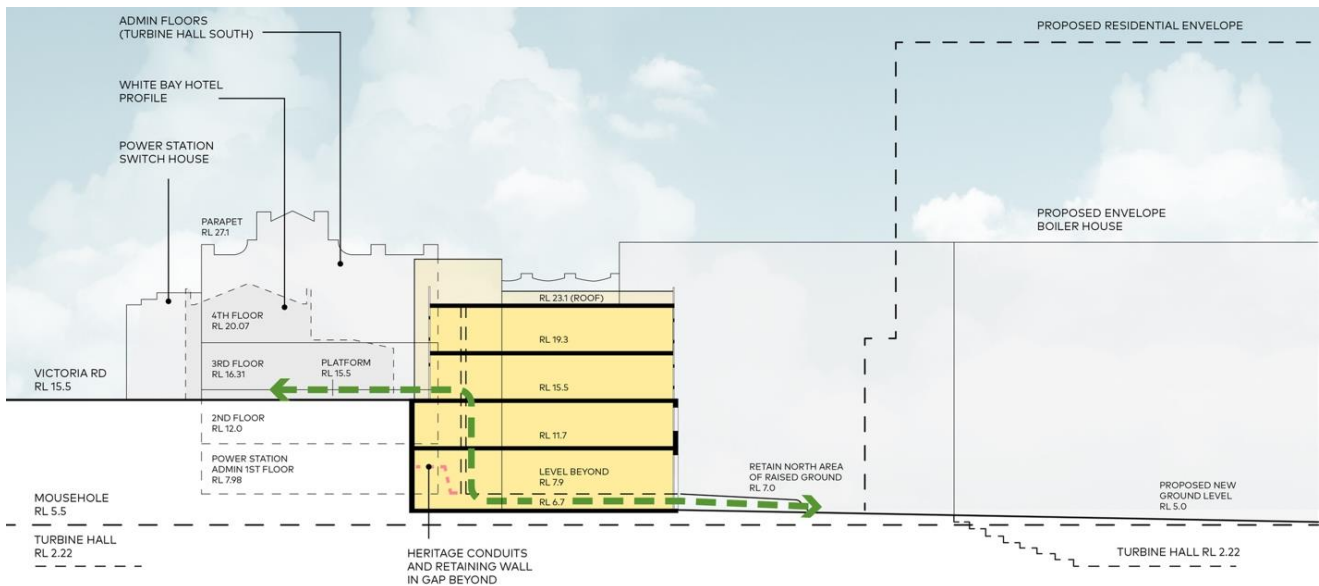 ADMIN FLOORS
(TURBINE HALL SOUTH)
WHITE BAY HOTEL
PROFILE
POWER STATION
SWITCH HOUSE
PARAPET
RL 27.1
PROPOSED RESIDENTIAL ENVELOPE
PROPOSED ENVELOPE
BOILER HOUSE
RL 23.1 (ROOF)
4TH FLOOR
RL 20.07
RL 19.3
3RD FLOOR
RL 16.31
PLATFORM
RL 15.5
RL 15.5
VICTORIA RD
RL 15.5
2ND FLOOR
RL 12.0
RL 11.7
POWER STATION
ADMIN 1ST FLOOR
RL 7.98
LEVEL BEYOND
RL 7.9
RL 6.7
RETAIN NORTH AREA
OF RAISED GROUND
RL 7.0
PROPOSED NEW
GROUND LEVEL
RL 5.0
MOUSEHOLE
RL 5.5
TURBINE HALL
RL 2.22
HERITAGE CONDUITS
AND RETAINING WALL
IN GAP BEYOND
TURBINE HALL RL 2.22